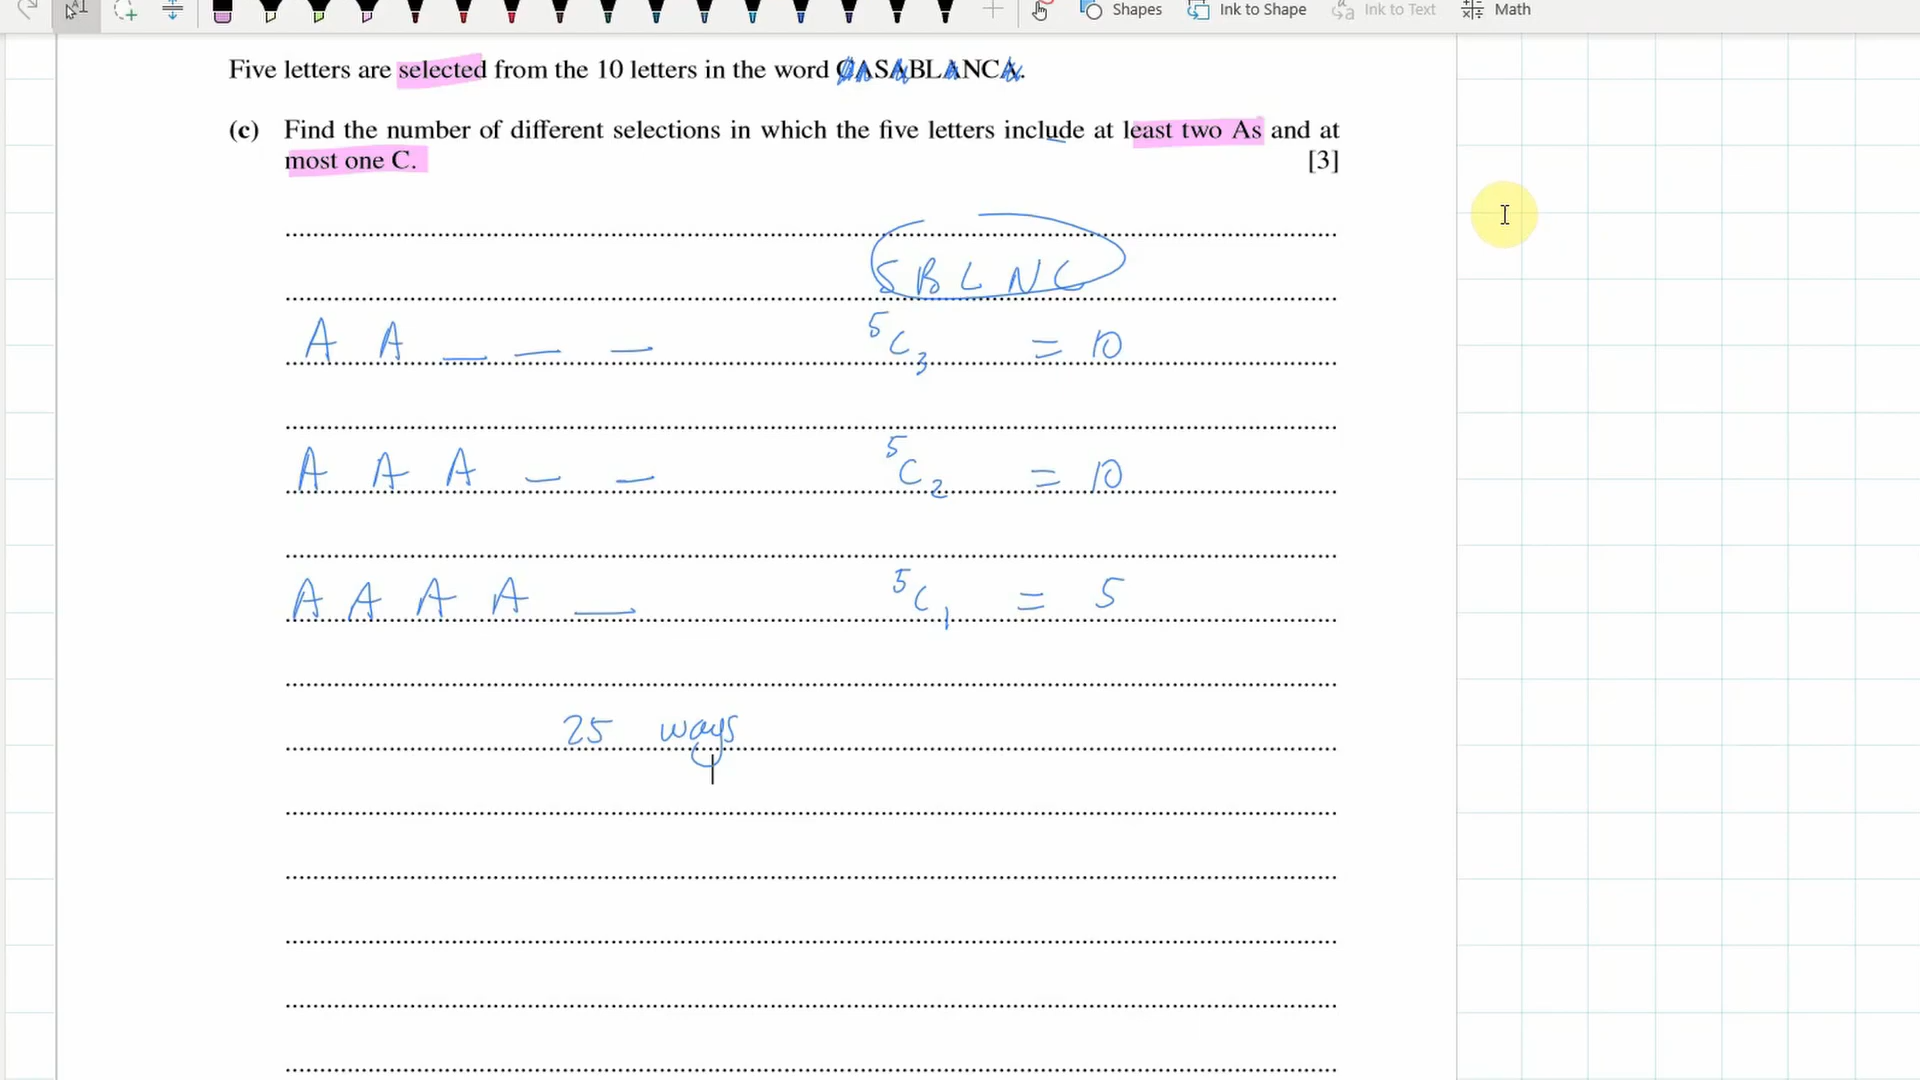 Shapes Ink to Shape Ink to Text Math
Five letters are selected from the 10 letters in the word CASABLANCA.
(c) Find the number of different selections in which the five letters include at least two As and at
most one C. [3]
S B L N C
A A _ _ _ ⁵C₃ = 10
A A A _ _ ⁵C₂ = 10
A A A A _ ⁵C₁ = 5
25 ways